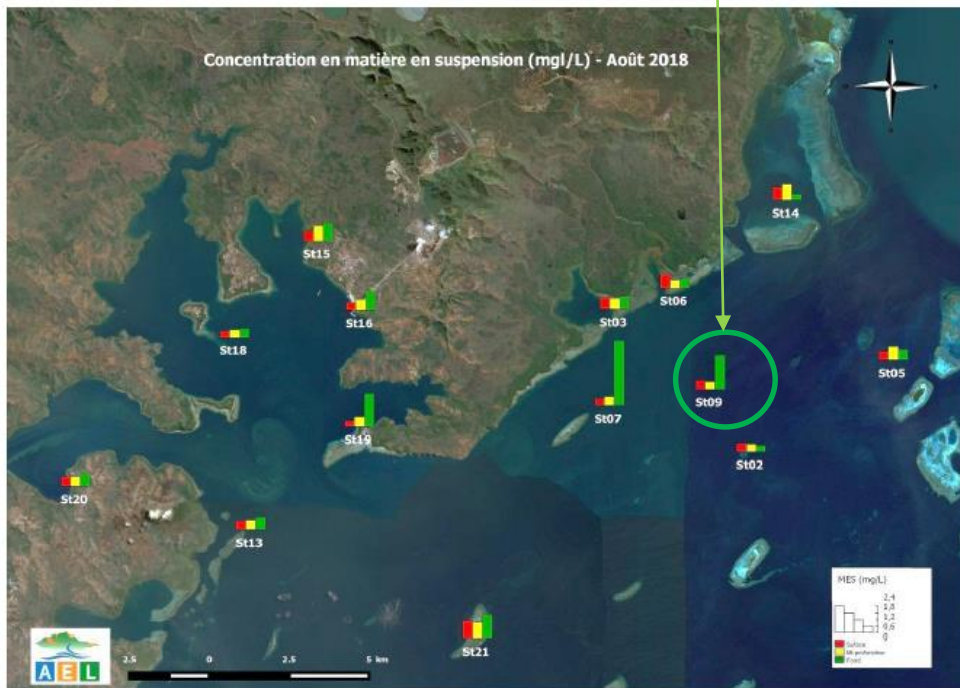 Concentration en matière en suspension (mgl/L) - Août 2018
St14
St15
St06
St16
St03
St18
St05
St09
St07
St19
St02
St20
St13
St21
MES (mg/L)
2,4
1,8
1,2
0,6
0
Surface
Mi profondeur
Fond
AEL
2.5 0 2.5 5 km